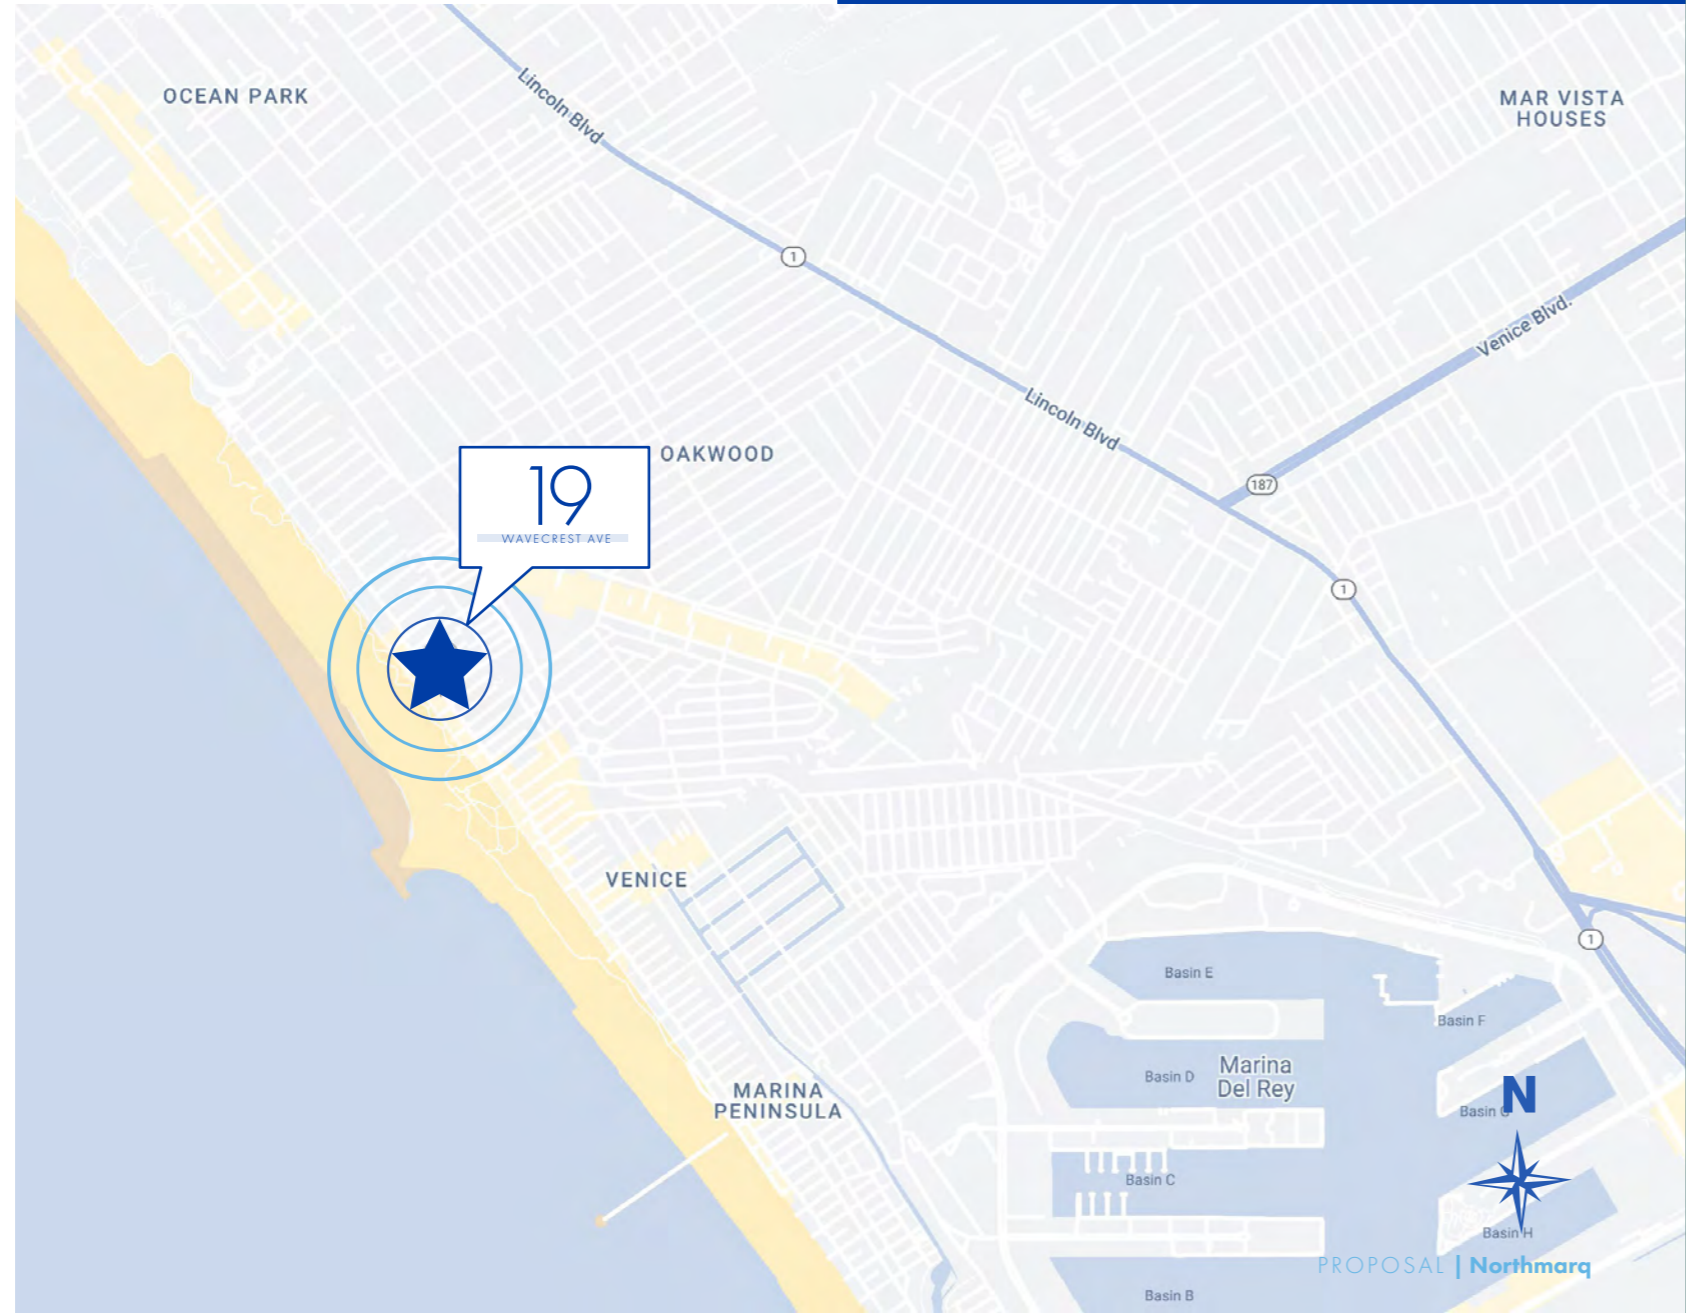 OCEAN PARK
MAR VISTA
HOUSES
Lincoln Blvd
1
Venice Blvd.
Lincoln Blvd
OAKWOOD
19
WAVECREST AVE
187
1
VENICE
1
Basin E
Basin F
Marina
Del Rey
Basin D
MARINA
PENINSULA
N
Basin G
Basin C
Basin H
PROPOSAL | Northmarq
Basin B